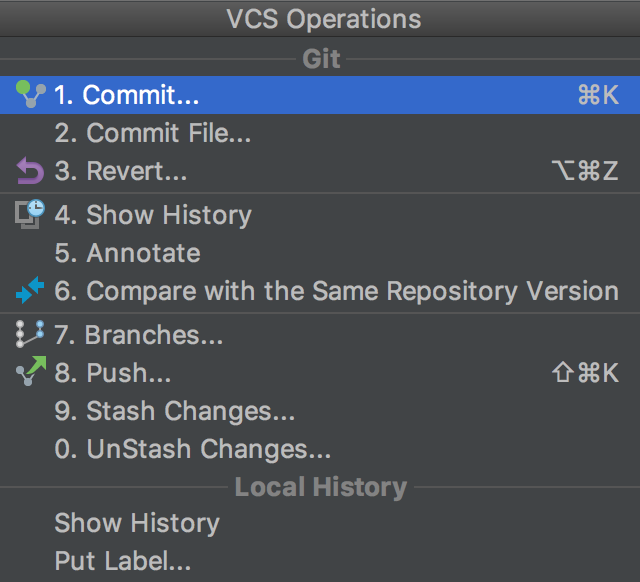 VCS Operations
Git
1. Commit... ⌘K
2. Commit File...
3. Revert... ⌥⌘Z
4. Show History
5. Annotate
6. Compare with the Same Repository Version
7. Branches...
8. Push... ⇧⌘K
9. Stash Changes...
0. UnStash Changes...
Local History
Show History
Put Label...